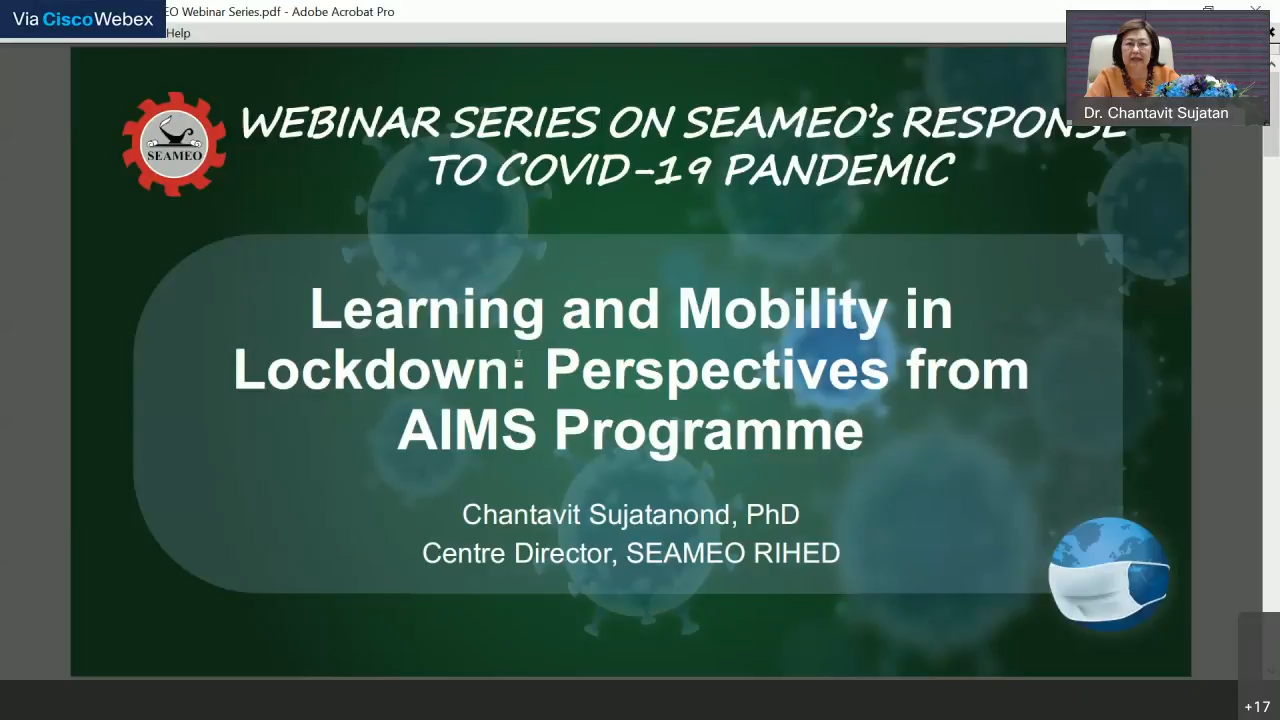 Via CiscoWebex
EO Webinar Series.pdf - Adobe Acrobat Pro
Help
Dr. Chantavit Sujatan
WEBINAR SERIES ON SEAMEO's RESPONSE
TO COVID-19 PANDEMIC
SEAMEO
Learning and Mobility in
Lockdown: Perspectives from
AIMS Programme
Chantavit Sujatanond, PhD
Centre Director, SEAMEO RIHED
+17